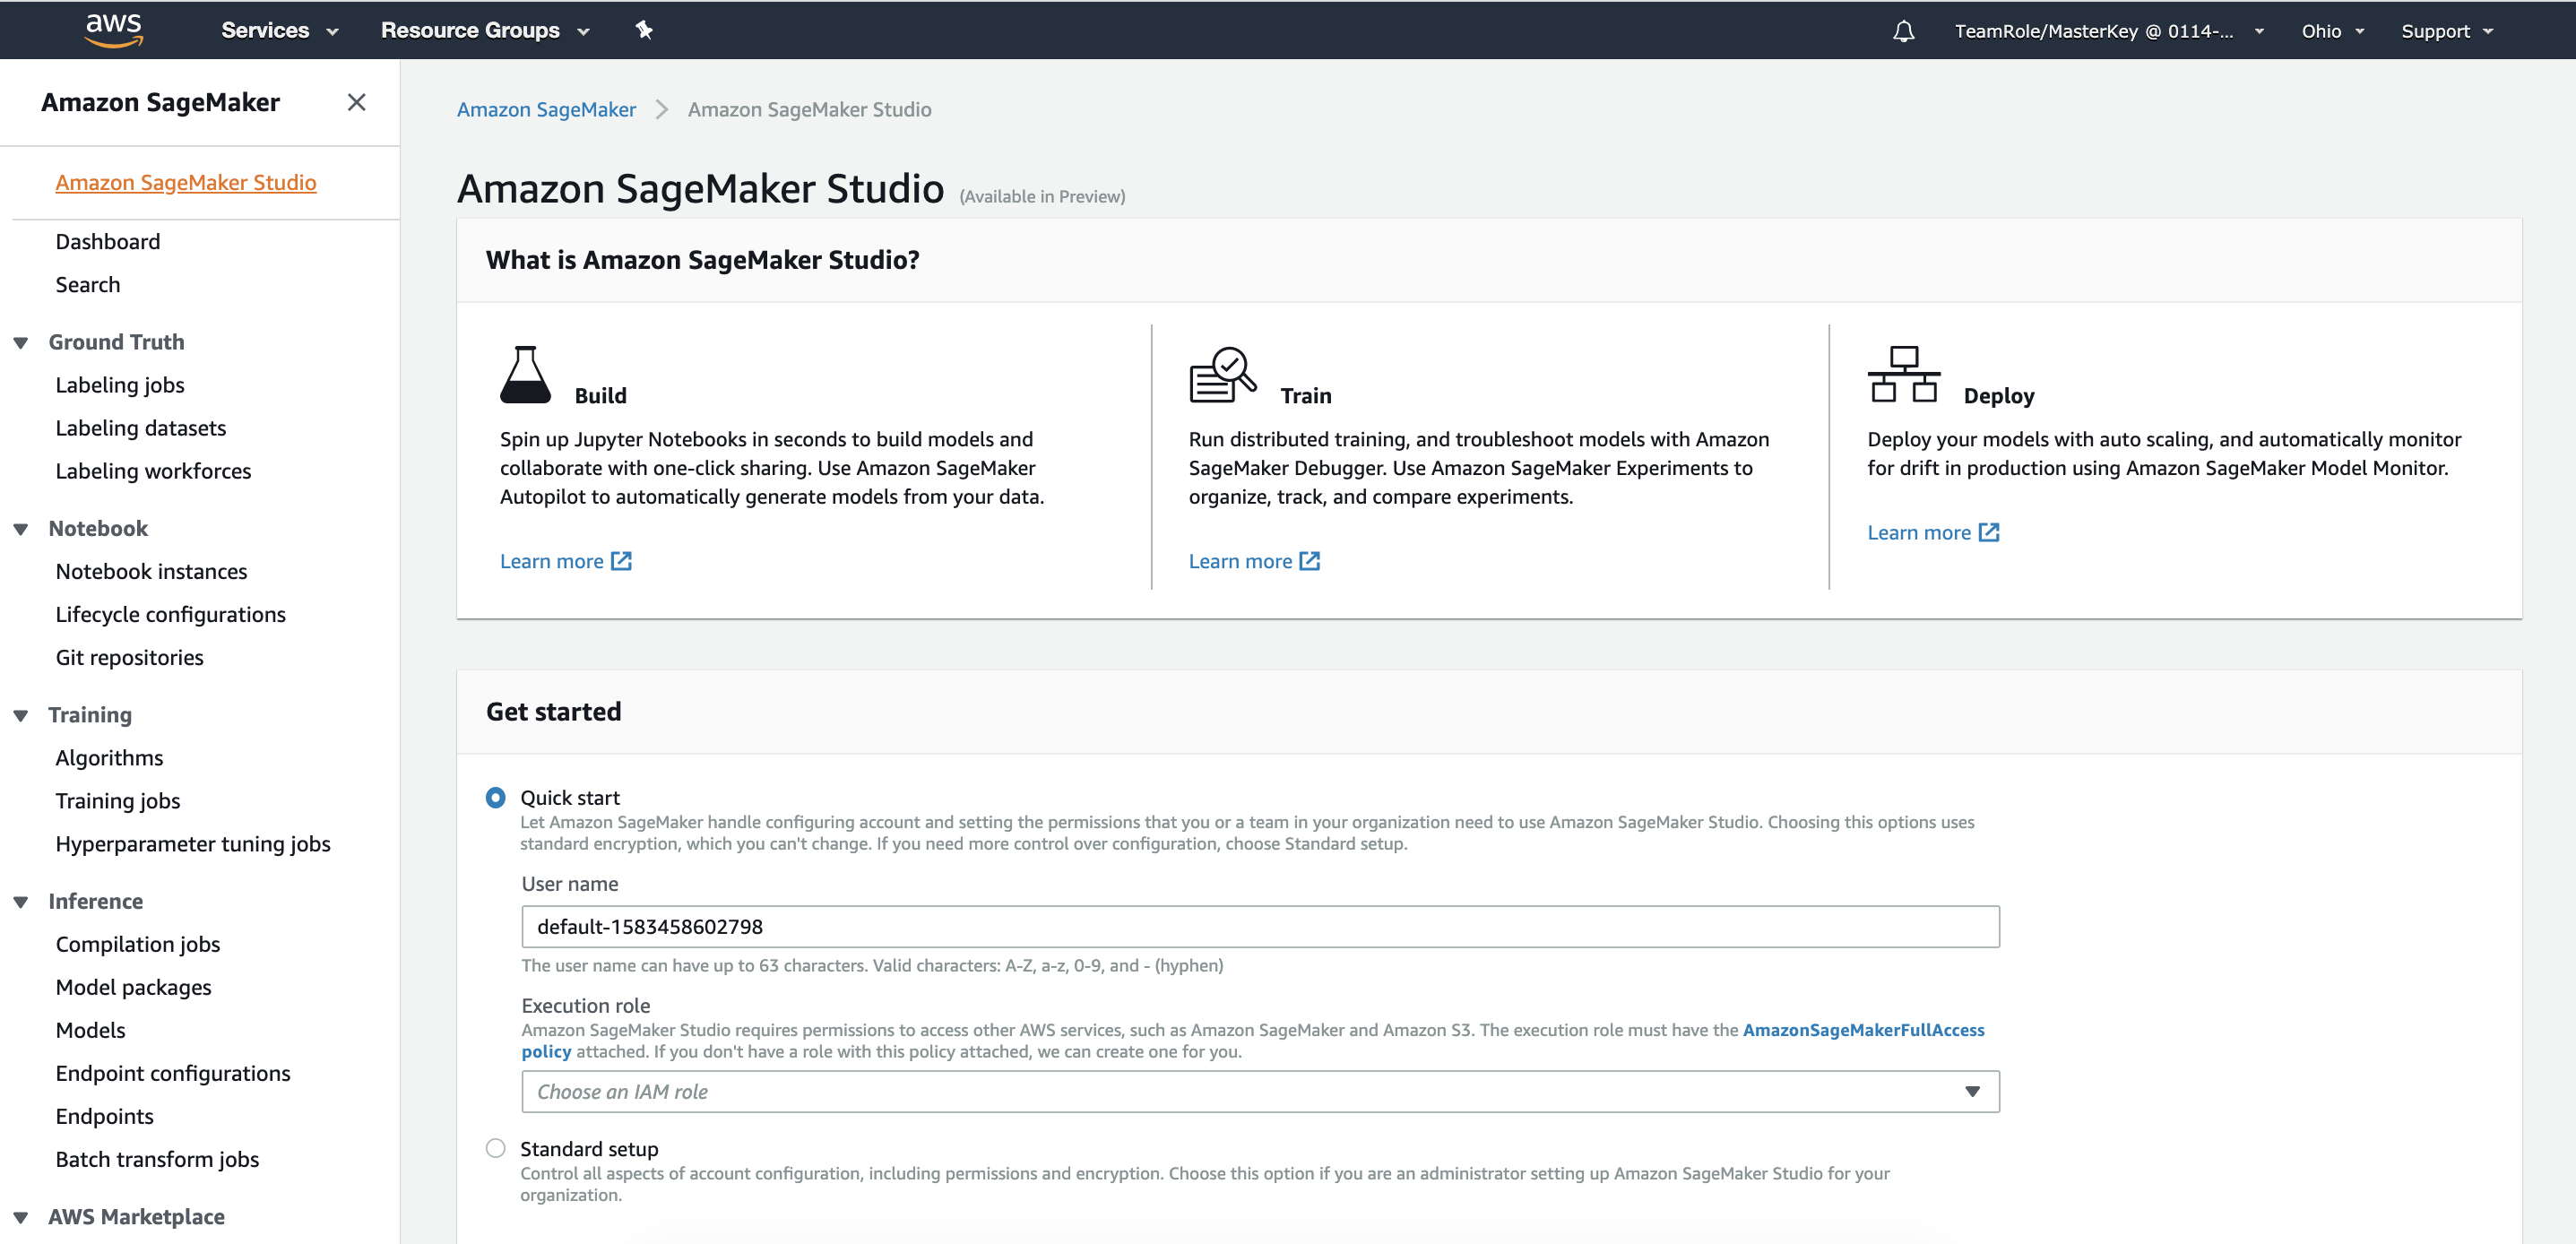 aws
Services
Resource Groups
TeamRole/MasterKey @ 0114-...
Ohio
Support
Amazon SageMaker
Amazon SageMaker Studio
Dashboard
Search
Ground Truth
Labeling jobs
Labeling datasets
Labeling workforces
Notebook
Notebook instances
Lifecycle configurations
Git repositories
Training
Algorithms
Training jobs
Hyperparameter tuning jobs
Inference
Compilation jobs
Model packages
Models
Endpoint configurations
Endpoints
Batch transform jobs
AWS Marketplace
Amazon SageMaker
Amazon SageMaker Studio
Amazon SageMaker Studio (Available in Preview)
What is Amazon SageMaker Studio?
Build
Spin up Jupyter Notebooks in seconds to build models and
collaborate with one-click sharing. Use Amazon SageMaker
Autopilot to automatically generate models from your data.
Learn more
Train
Run distributed training, and troubleshoot models with Amazon
SageMaker Debugger. Use Amazon SageMaker Experiments to
organize, track, and compare experiments.
Learn more
Deploy
Deploy your models with auto scaling, and automatically monitor
for drift in production using Amazon SageMaker Model Monitor.
Learn more
Get started
Quick start
Let Amazon SageMaker handle configuring account and setting the permissions that you or a team in your organization need to use Amazon SageMaker Studio. Choosing this options uses
standard encryption, which you can't change. If you need more control over configuration, choose Standard setup.
User name
default-1583458602798
The user name can have up to 63 characters. Valid characters: A-Z, a-z, 0-9, and - (hyphen)
Execution role
Amazon SageMaker Studio requires permissions to access other AWS services, such as Amazon SageMaker and Amazon S3. The execution role must have the AmazonSageMakerFullAccess
policy attached. If you don't have a role with this policy attached, we can create one for you.
Choose an IAM role
Standard setup
Control all aspects of account configuration, including permissions and encryption. Choose this option if you are an administrator setting up Amazon SageMaker Studio for your
organization.